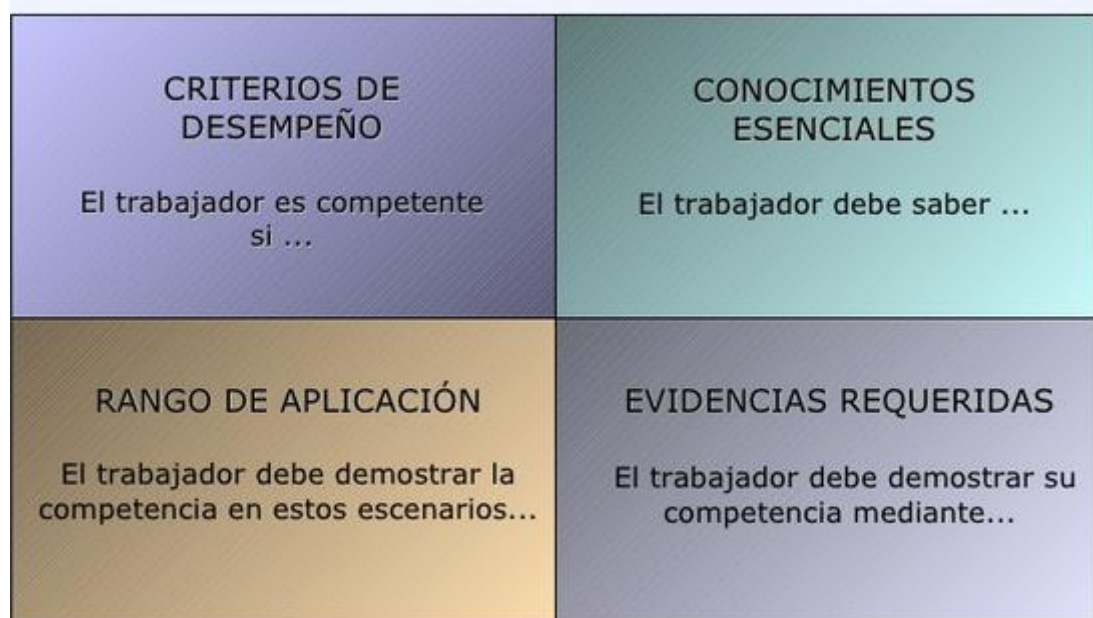 CRITERIOS DE
DESEMPEÑO
El trabajador es competente
si ...
CONOCIMIENTOS
ESENCIALES
El trabajador debe saber ...
RANGO DE APLICACIÓN
El trabajador debe demostrar la
competencia en estos escenarios...
EVIDENCIAS REQUERIDAS
El trabajador debe demostrar su
competencia mediante...